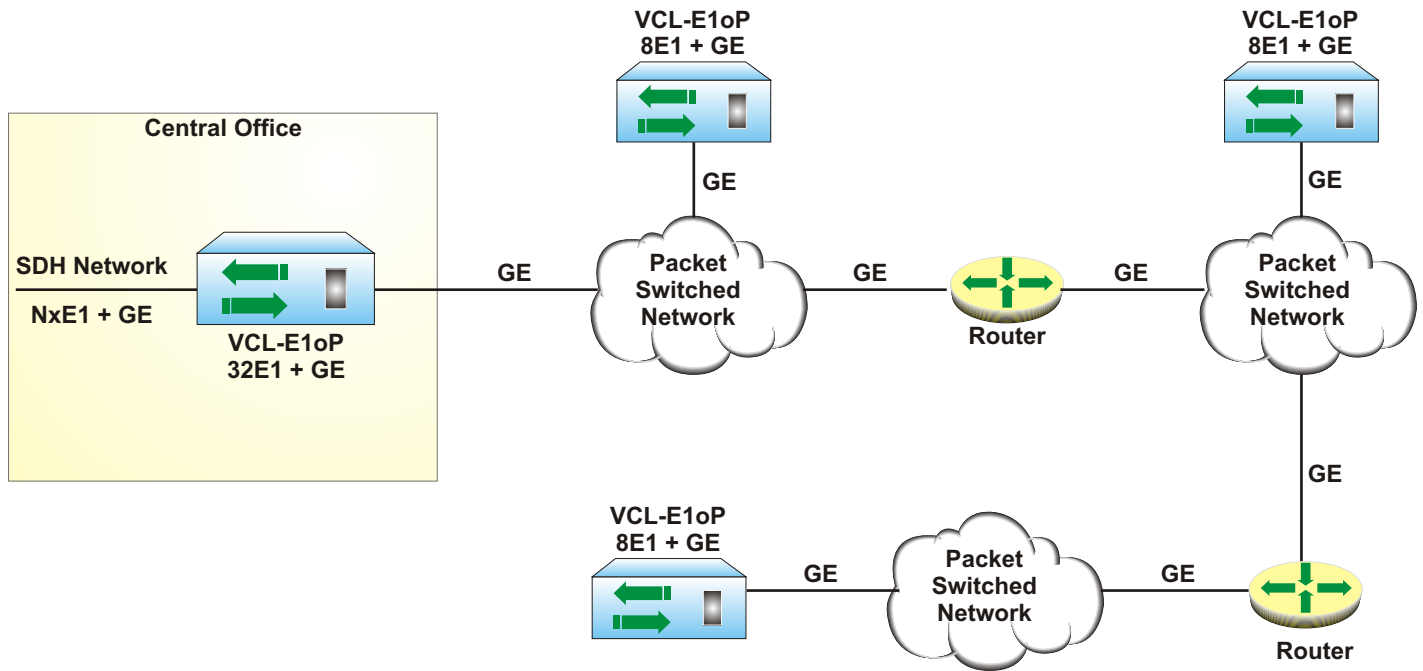 VCL-E1oP
8E1 + GE
VCL-E1oP
8E1 + GE
Central Office
GE
GE
SDH Network
NxE1 + GE
VCL-E1oP
32E1 + GE
GE
Packet
Switched
Network
GE
Router
GE
Packet
Switched
Network
GE
VCL-E1oP
8E1 + GE
GE
Packet
Switched
Network
GE
Router